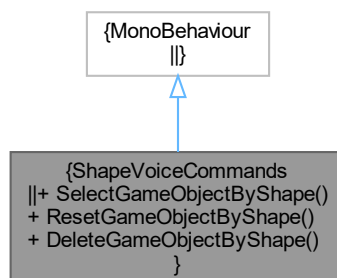 {MonoBehaviour
||}
{ShapeVoiceCommands
||+ SelectGameObjectByShape()
+ ResetGameObjectByShape()
+ DeleteGameObjectByShape()
}